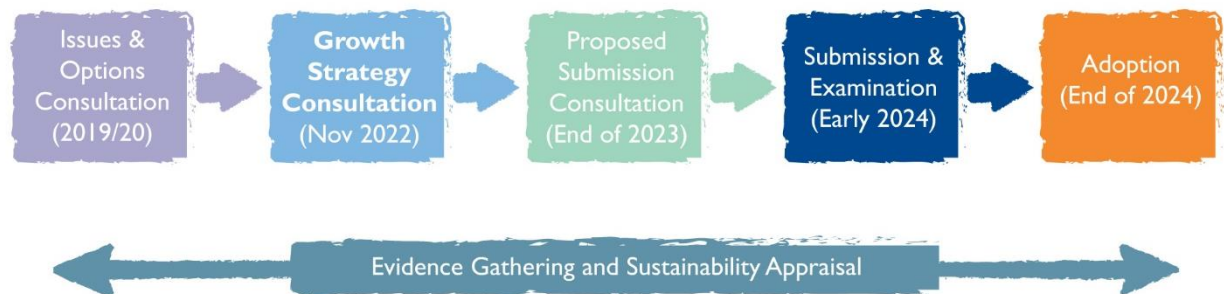 Issues &
Options
Consultation
(2019/20)
Growth
Strategy
Consultation
(Nov 2022)
Proposed
Submission
Consultation
(End of 2023)
Submission &
Examination
(Early 2024)
Adoption
(End of 2024)
Evidence Gathering and Sustainability Appraisal